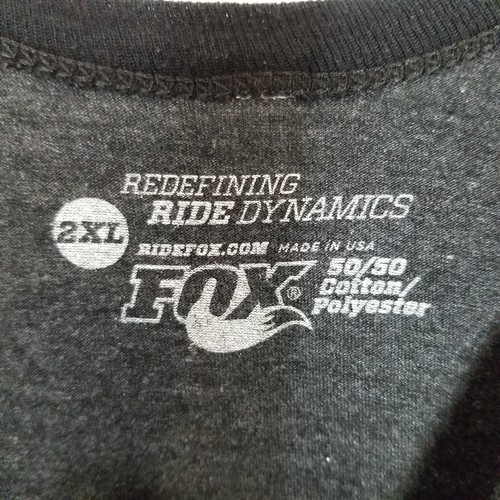 REDEFINING
RIDE DYNAMICS
2XL
RIDEFOX.COM MADE IN USA
FOX®
50/50
Cotton/
Polyester